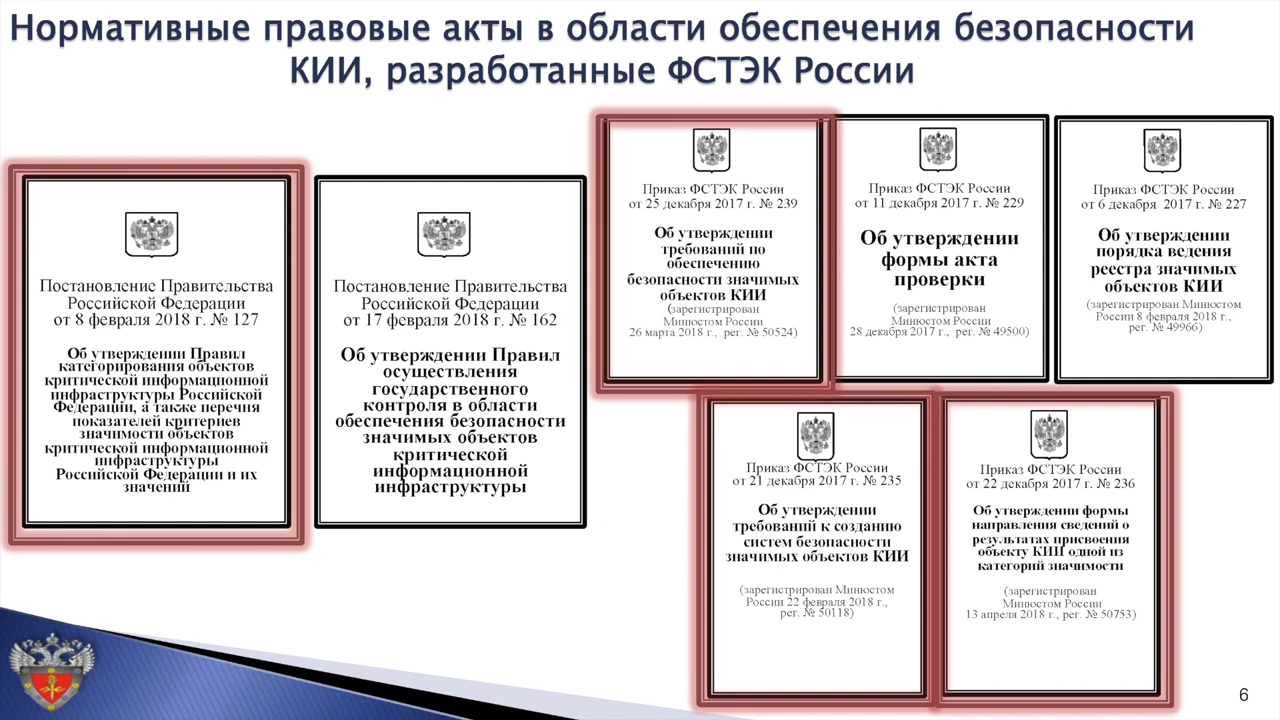 Нормативные правовые акты в области обеспечения безопасности
КИИ, разработанные ФСТЭК России
Постановление Правительства
Российской Федерации
от 8 февраля 2018 г. № 127
Об утверждении Правил
категорирования объектов
критической информационной
инфраструктуры Российской
Федерации, а также перечня
показателей критериев
значимости объектов
критической информационной
инфраструктуры
Российской Федерации и их
значений
Постановление Правительства
Российской Федерации
от 17 февраля 2018 г. № 162
Об утверждении Правил
осуществления
государственного
контроля в области
обеспечения безопасности
значимых объектов
критической
информационной
инфраструктуры
Приказ ФСТЭК России
от 25 декабря 2017 г. № 239
Об утверждении
требований по
обеспечению
безопасности значимых
объектов КИИ
(зарегистрирован
Минюстом России
26 марта 2018 г., рег. № 50524)
Приказ ФСТЭК России
от 11 декабря 2017 г. № 229
Об утверждении
формы акта
проверки
(зарегистрирован
Минюстом России
28 декабря 2017 г., рег. № 49500)
Приказ ФСТЭК России
от 6 декабря 2017 г. № 227
Об утверждении
порядка ведения
реестра значимых
объектов КИИ
(зарегистрирован Минюстом
России 8 февраля 2018 г.,
рег. № 49966)
Приказ ФСТЭК России
от 21 декабря 2017 г. № 235
Об утверждении
требований к созданию
систем безопасности
значимых объектов КИИ
(зарегистрирован Минюстом
России 22 февраля 2018 г.,
рег. № 50118)
Приказ ФСТЭК России
от 22 декабря 2017 г. № 236
Об утверждении формы
направления сведений о
результатах присвоения
объекту КИИ одной из
категорий значимости
(зарегистрирован
Минюстом России
13 апреля 2018 г., рег. № 50753)
6